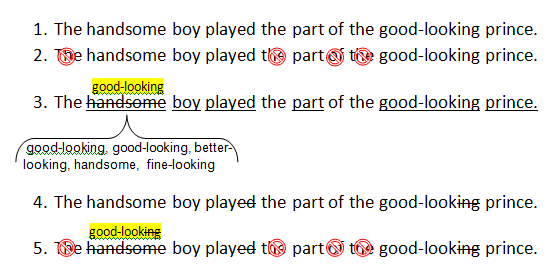 1. The handsome boy played the part of the good-looking prince.
2. The handsome boy played the part of the good-looking prince.
good-looking
3. The handsome boy played the part of the good-looking prince.
good-looking, good-looking, better-
looking, handsome, fine-looking
4. The handsome boy played the part of the good-looking prince.
good-looking
5. The handsome boy played the part of the good-looking prince.